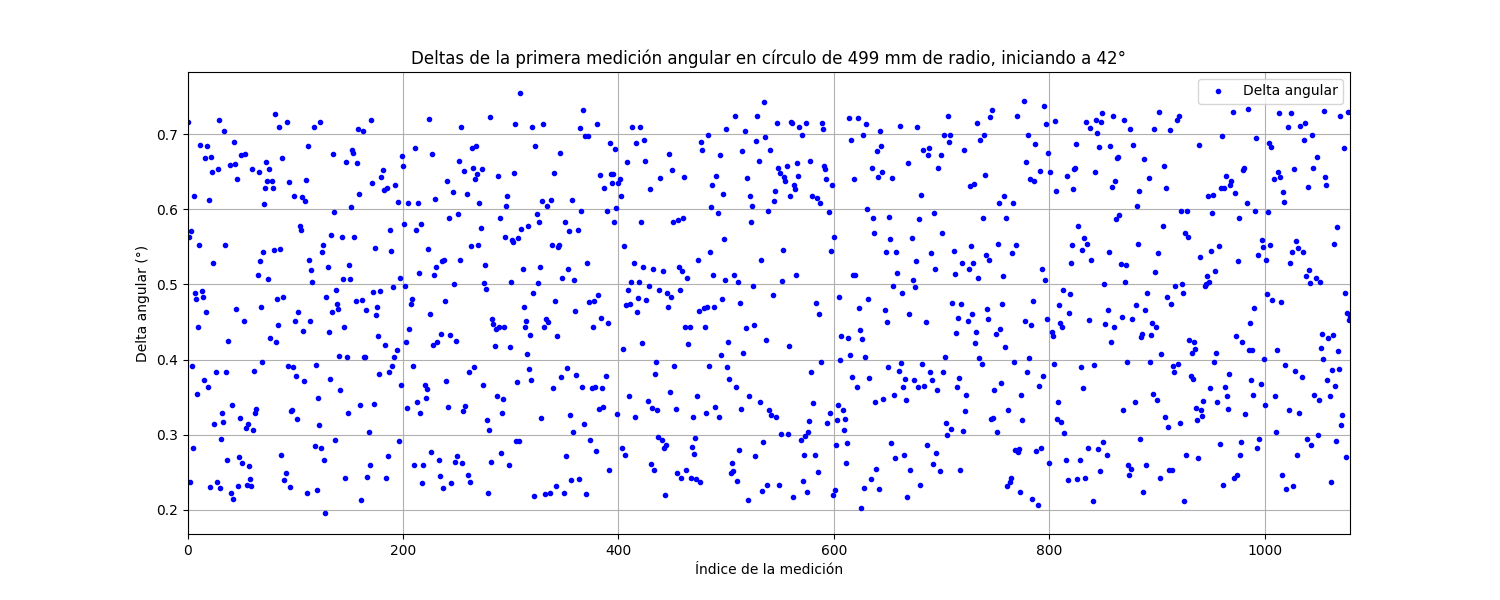 Deltas de la primera medición angular en círculo de 499 mm de radio, iniciando a 42°
Delta angular
Delta angular (°)
0.7
0.6
0.5
0.4
0.3
0.2
0 200 400 600 800 1000
Índice de la medición